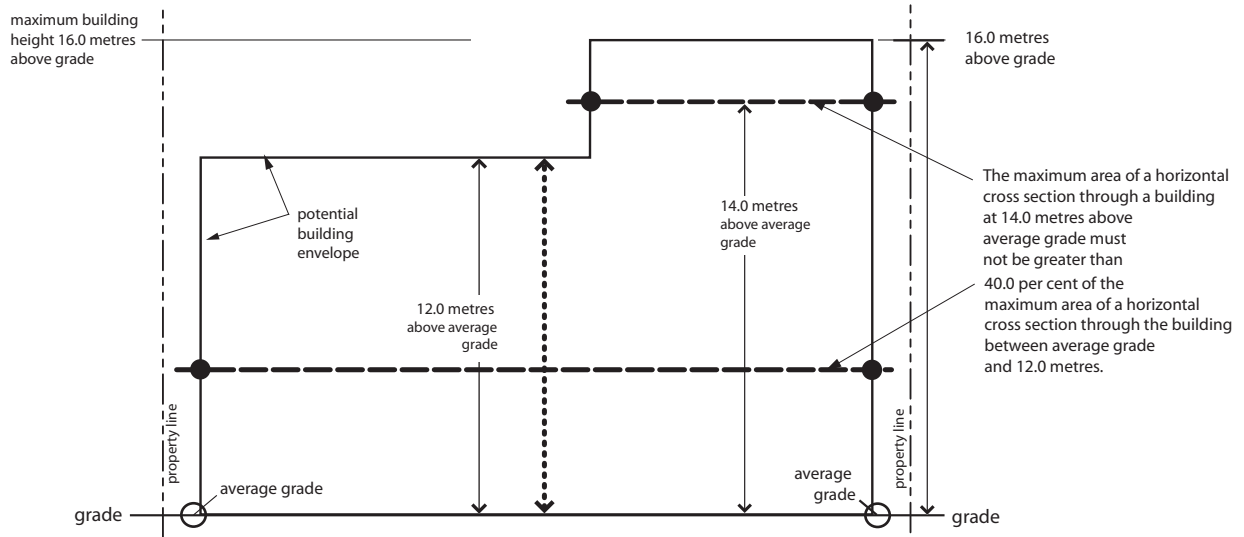 maximum building
height 16.0 metres
above grade
16.0 metres
above grade
The maximum area of a horizontal
cross section through a building
at 14.0 metres above
average grade must
not be greater than
40.0 per cent of the
maximum area of a horizontal
cross section through the building
between average grade
and 12.0 metres.
potential
building
envelope
14.0 metres
above average
grade
12.0 metres
above average
grade
property line
property line
average grade
average
grade
grade
grade